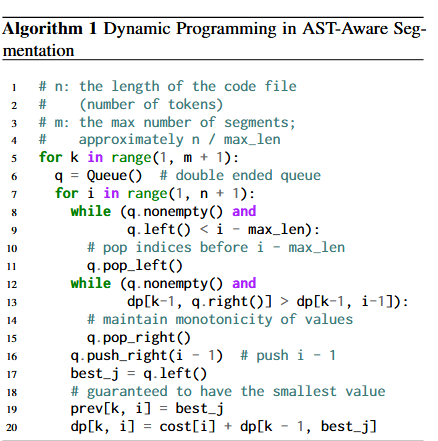 Algorithm 1 Dynamic Programming in AST-Aware Seg-
mentation
1 # n: the length of the code file
2 #    (number of tokens)
3 # m: the max number of segments;
4 #    approximately n / max_len
5 for k in range(1, m + 1):
6   q = Queue()  # double ended queue
7   for i in range(1, n + 1):
8     while (q.nonempty() and
9            q.left() < i - max_len):
10       # pop indices before i - max_len
11       q.pop_left()
12     while (q.nonempty() and
13            dp[k-1, q.right()] > dp[k-1, i-1]):
14       # maintain monotonicity of values
15       q.pop_right()
16     q.push_right(i - 1)  # push i - 1
17     best_j = q.left()
18     # guaranteed to have the smallest value
19     prev[k, i] = best_j
20     dp[k, i] = cost[i] + dp[k - 1, best_j]